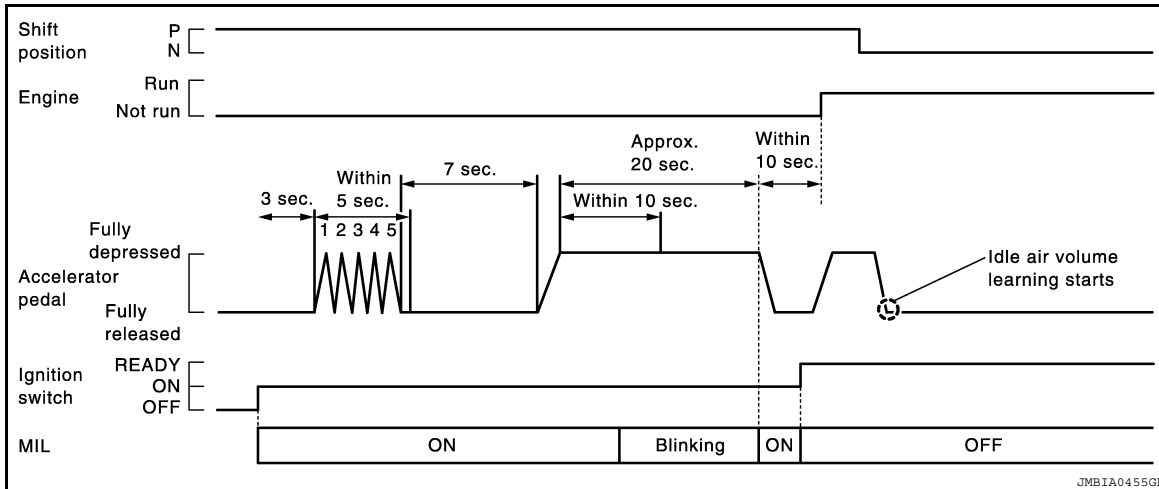 Shift position
P
N
Engine
Run
Not run
Approx. 20 sec.
Within 10 sec.
7 sec.
Within 5 sec.
3 sec.
Within 10 sec.
1 2 3 4 5
Accelerator pedal
Fully depressed
Fully released
Idle air volume learning starts
Ignition switch
READY
ON
OFF
MIL
ON
Blinking
ON
OFF